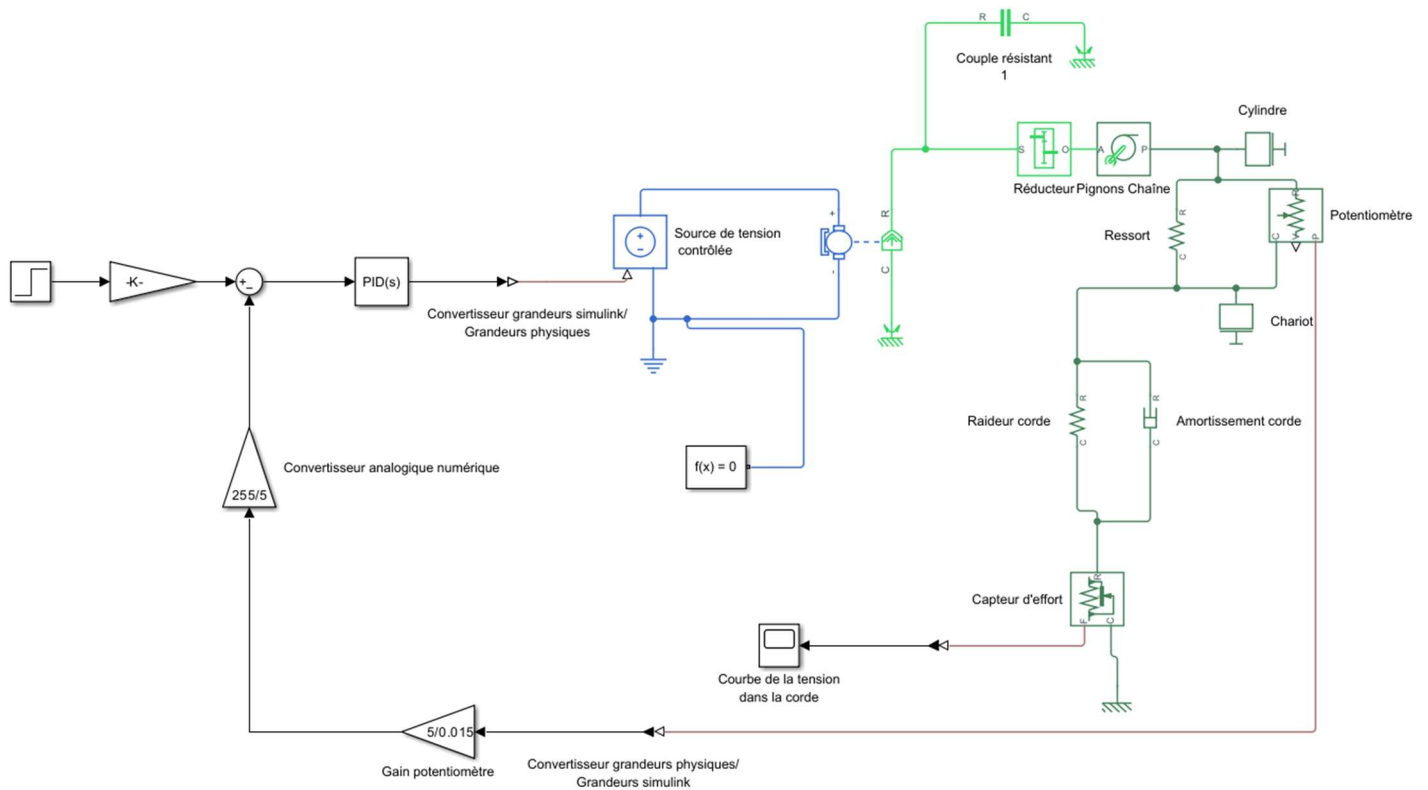 R
C
Couple résistant
1
Cylindre
S
O
A
P
Réducteur
Pignons Chaîne
R
C
Ressort
R
C
V
P
Potentiomètre
Chariot
+
-
R
C
Source de tension
contrôlée
-K-
+
-
PID(s)
Convertisseur grandeurs simulink/
Grandeurs physiques
f(x) = 0
Raideur corde
R
C
R
C
Amortissement corde
Convertisseur analogique numérique
255/5
Capteur d'effort
R
F
C
Courbe de la tension
dans la corde
5/0.015
Gain potentiomètre
Convertisseur grandeurs physiques/
Grandeurs simulink